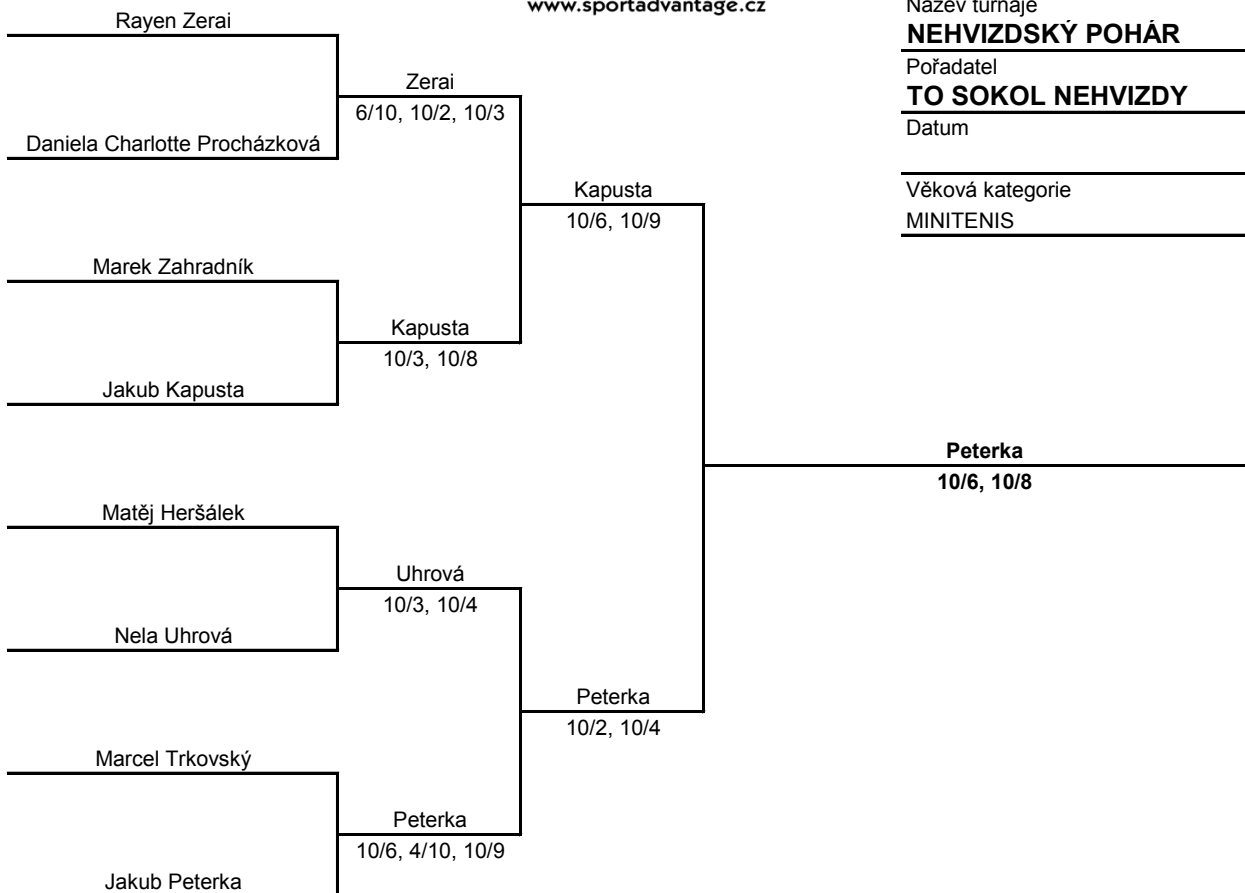 www.sportadvantage.cz
Název turnaje
NEHVIZDSKÝ POHÁR
Pořadatel
TO SOKOL NEHVIZDY
Datum
Věková kategorie
MINITENIS
Rayen Zerai
Zerai
6/10, 10/2, 10/3
Daniela Charlotte Procházková
Kapusta
10/6, 10/9
Marek Zahradník
Kapusta
10/3, 10/8
Jakub Kapusta
Peterka
10/6, 10/8
Matěj Heršálek
Uhrová
10/3, 10/4
Nela Uhrová
Peterka
10/2, 10/4
Marcel Trkovský
Peterka
10/6, 4/10, 10/9
Jakub Peterka